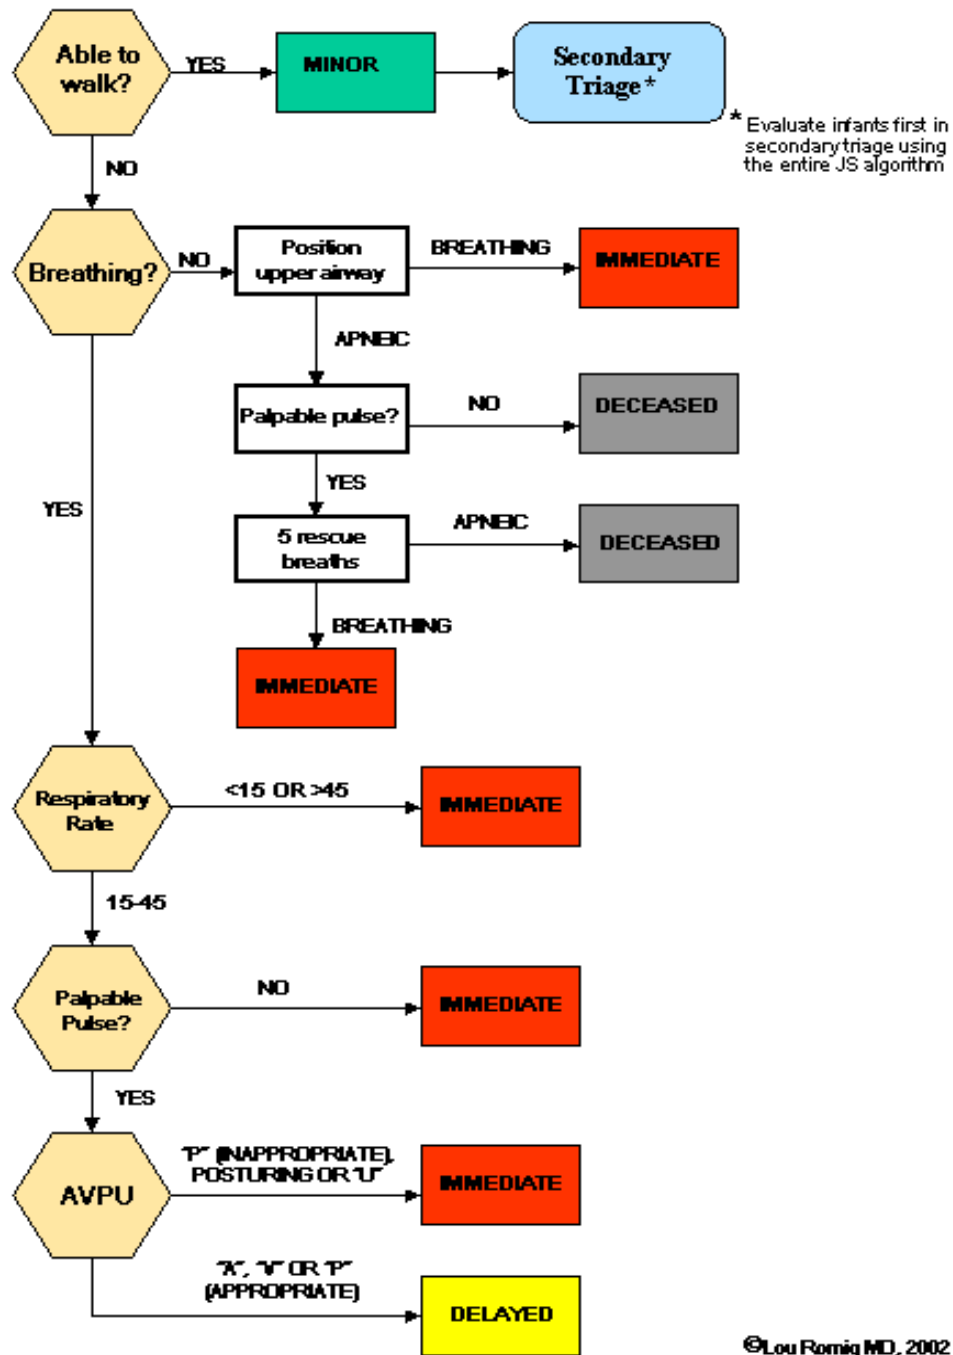 Able to
walk?
YES
MINOR
Secondary
Triage*
* Evaluate infants first in
secondary triage using
the entire JS algorithm
NO
Breathing?
NO
Position
upper airway
BREATHING
IMMEDIATE
APNEIC
Palpable pulse?
NO
DECEASED
YES
YES
5 rescue
breaths
APNEIC
DECEASED
BREATHING
IMMEDIATE
Respiratory
Rate
<15 OR >45
IMMEDIATE
15-45
Palpable
Pulse?
NO
IMMEDIATE
YES
AVPU
"P" (INAPPROPRIATE),
POSTURING OR "U"
IMMEDIATE
"A", "V" OR "P"
(APPROPRIATE)
DELAYED
©Lou Romig MD, 2002